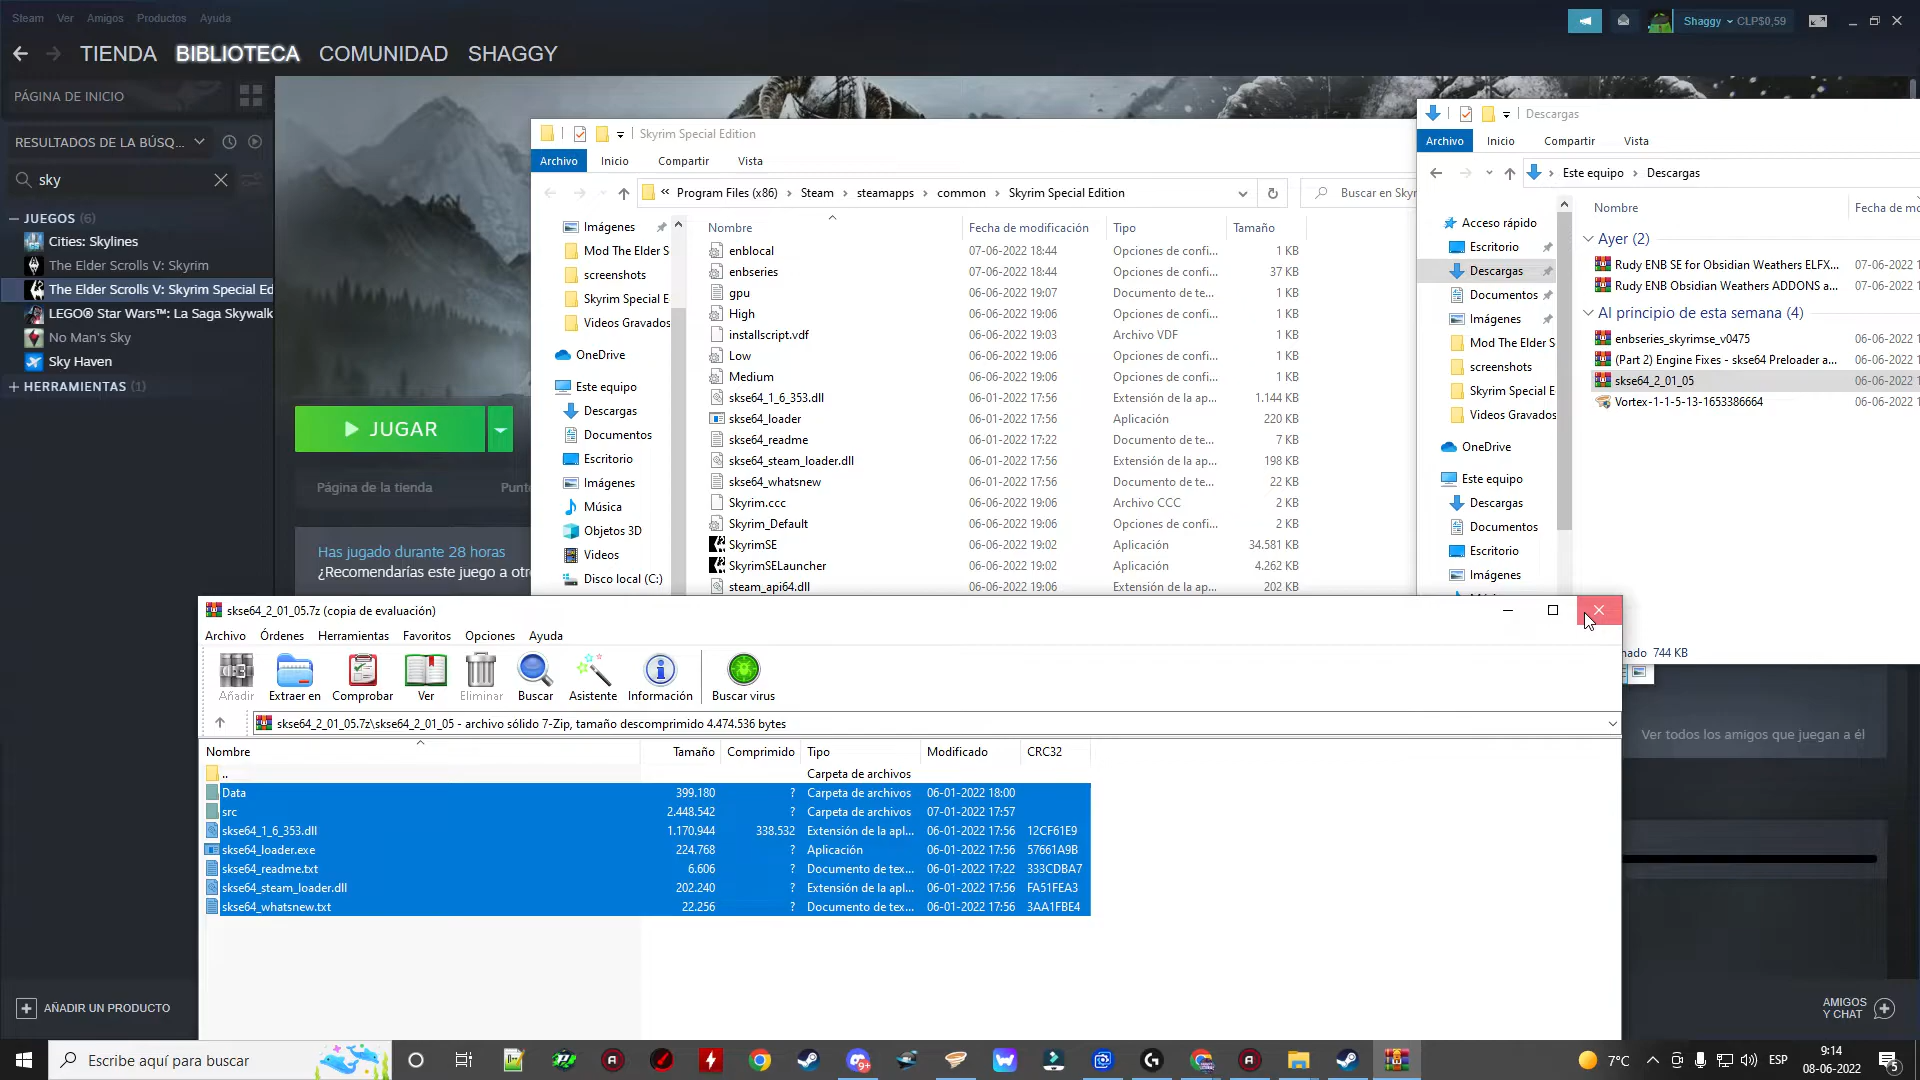 Steam Ver Amigos Productos Ayuda
Shaggy CLP$0,59
TIENDA BIBLIOTECA COMUNIDAD SHAGGY
PÁGINA DE INICIO
RESULTADOS DE LA BÚSQ...
sky
JUEGOS (6)
Cities: Skylines
The Elder Scrolls V: Skyrim
The Elder Scrolls V: Skyrim Special Ed
LEGO® Star Wars™: La Saga Skywalk
No Man's Sky
Sky Haven
HERRAMIENTAS (1)
JUGAR
Página de la tienda
Punt
Has jugado durante 28 horas
¿Recomendarías este juego a otr
AÑADIR UN PRODUCTO
Skyrim Special Edition
Archivo Inicio Compartir Vista
« Program Files (x86) › Steam › steamapps › common › Skyrim Special Edition
Buscar en Skyr
Imágenes
Mod The Elder S
screenshots
Skyrim Special E
Videos Gravados
OneDrive
Este equipo
Descargas
Documentos
Escritorio
Imágenes
Música
Objetos 3D
Videos
Disco local (C:)
Nombre Fecha de modificación Tipo Tamaño
enblocal 07-06-2022 18:44 Opciones de confi... 1 KB
enbseries 07-06-2022 18:44 Opciones de confi... 37 KB
gpu 06-06-2022 19:07 Documento de te... 1 KB
High 06-06-2022 19:06 Opciones de confi... 1 KB
installscript.vdf 06-06-2022 19:03 Archivo VDF 1 KB
Low 06-06-2022 19:06 Opciones de confi... 1 KB
Medium 06-06-2022 19:06 Opciones de confi... 1 KB
skse64_1_6_353.dll 06-01-2022 17:56 Extensión de la ap... 1.144 KB
skse64_loader 06-01-2022 17:56 Aplicación 220 KB
skse64_readme 06-01-2022 17:22 Documento de te... 7 KB
skse64_steam_loader.dll 06-01-2022 17:56 Extensión de la ap... 198 KB
skse64_whatsnew 06-01-2022 17:56 Documento de te... 22 KB
Skyrim.ccc 06-06-2022 19:06 Archivo CCC 2 KB
Skyrim_Default 06-06-2022 19:06 Opciones de confi... 2 KB
SkyrimSE 06-06-2022 19:02 Aplicación 34.581 KB
SkyrimSELauncher 06-06-2022 19:02 Aplicación 4.262 KB
steam_api64.dll 06-06-2022 19:06 Extensión de la ap... 202 KB
Descargas
Archivo Inicio Compartir Vista
Este equipo › Descargas
Acceso rápido
Escritorio
Descargas
Documentos
Imágenes
Mod The Elder S
screenshots
Skyrim Special E
Videos Gravados
OneDrive
Este equipo
Descargas
Documentos
Escritorio
Imágenes
Nombre Fecha de mo
Ayer (2)
Rudy ENB SE for Obsidian Weathers ELFX... 07-06-2022 1
Rudy ENB Obsidian Weathers ADDONS a... 07-06-2022 1
Al principio de esta semana (4)
enbseries_skyrimse_v0475 06-06-2022 1
(Part 2) Engine Fixes - skse64 Preloader a... 06-06-2022 1
skse64_2_01_05 06-06-2022 1
Vortex-1-1-5-13-1653386664 06-06-2022 1
nado 744 KB
Ver todos los amigos que juegan a él
AMIGOS
Y CHAT
skse64_2_01_05.7z (copia de evaluación)
Archivo Órdenes Herramientas Favoritos Opciones Ayuda
Añadir Extraer en Comprobar Ver Eliminar Buscar Asistente Información Buscar virus
skse64_2_01_05.7z\skse64_2_01_05 - archivo sólido 7-Zip, tamaño descomprimido 4.474.536 bytes
Nombre Tamaño Comprimido Tipo Modificado CRC32
.. Carpeta de archivos
Data 399.180 ? Carpeta de archivos 06-01-2022 18:00
src 2.448.542 ? Carpeta de archivos 07-01-2022 17:57
skse64_1_6_353.dll 1.170.944 338.532 Extensión de la apl... 06-01-2022 17:56 12CF61E9
skse64_loader.exe 224.768 ? Aplicación 06-01-2022 17:56 57661A9B
skse64_readme.txt 6.606 ? Documento de tex... 06-01-2022 17:22 333CDBA7
skse64_steam_loader.dll 202.240 ? Extensión de la apl... 06-01-2022 17:56 FA51FEA3
skse64_whatsnew.txt 22.256 ? Documento de tex... 06-01-2022 17:56 3AA1FBE4
Escribe aquí para buscar
9+
7°C
ESP
9:14
08-06-2022
5